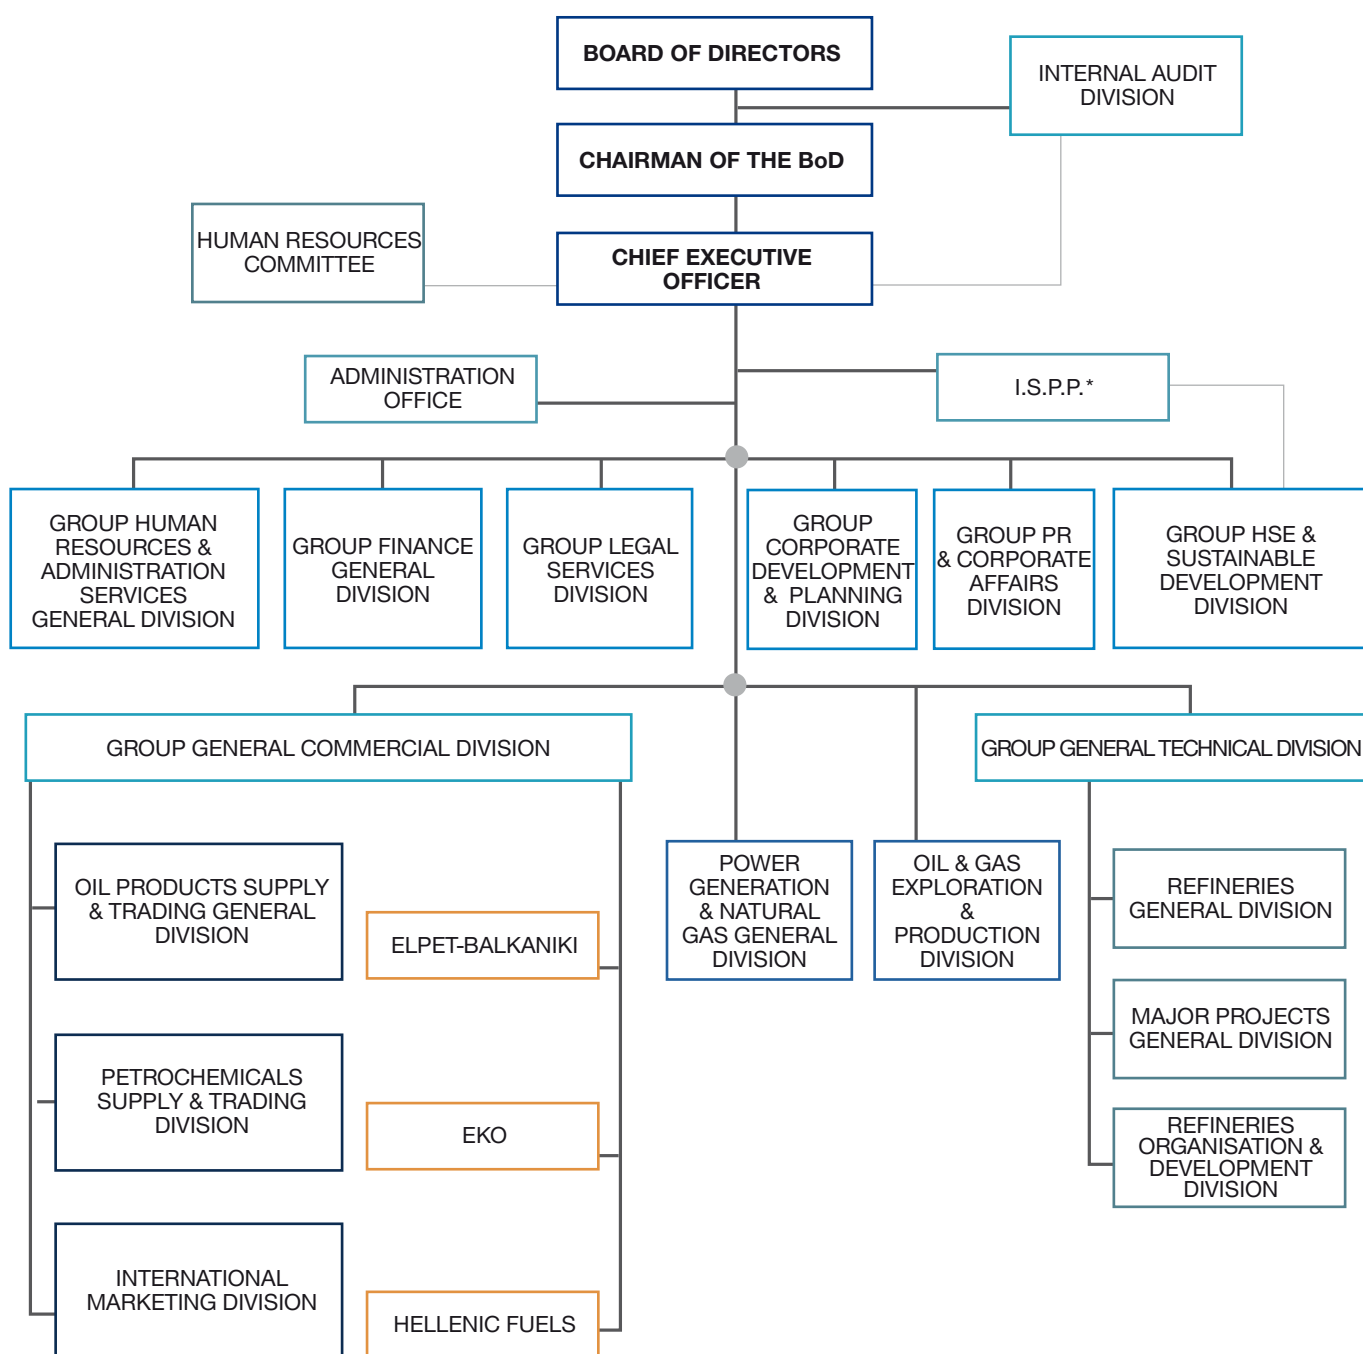 BOARD OF DIRECTORS
INTERNAL AUDIT
DIVISION
CHAIRMAN OF THE BoD
HUMAN RESOURCES
COMMITTEE
CHIEF EXECUTIVE
OFFICER
ADMINISTRATION
OFFICE
I.S.P.P.*
GROUP HUMAN
RESOURCES &
ADMINISTRATION
SERVICES
GENERAL DIVISION
GROUP FINANCE
GENERAL
DIVISION
GROUP LEGAL
SERVICES
DIVISION
GROUP
CORPORATE
DEVELOPMENT
& PLANNING
DIVISION
GROUP PR
& CORPORATE
AFFAIRS
DIVISION
GROUP HSE &
SUSTAINABLE
DEVELOPMENT
DIVISION
GROUP GENERAL COMMERCIAL DIVISION
GROUP GENERAL TECHNICAL DIVISION
OIL PRODUCTS SUPPLY
& TRADING GENERAL
DIVISION
ELPET-BALKANIKI
POWER
GENERATION
& NATURAL
GAS GENERAL
DIVISION
OIL & GAS
EXPLORATION
&
PRODUCTION
DIVISION
REFINERIES
GENERAL DIVISION
MAJOR PROJECTS
GENERAL DIVISION
PETROCHEMICALS
SUPPLY & TRADING
DIVISION
EKO
REFINERIES
ORGANISATION &
DEVELOPMENT
DIVISION
INTERNATIONAL
MARKETING DIVISION
HELLENIC FUELS